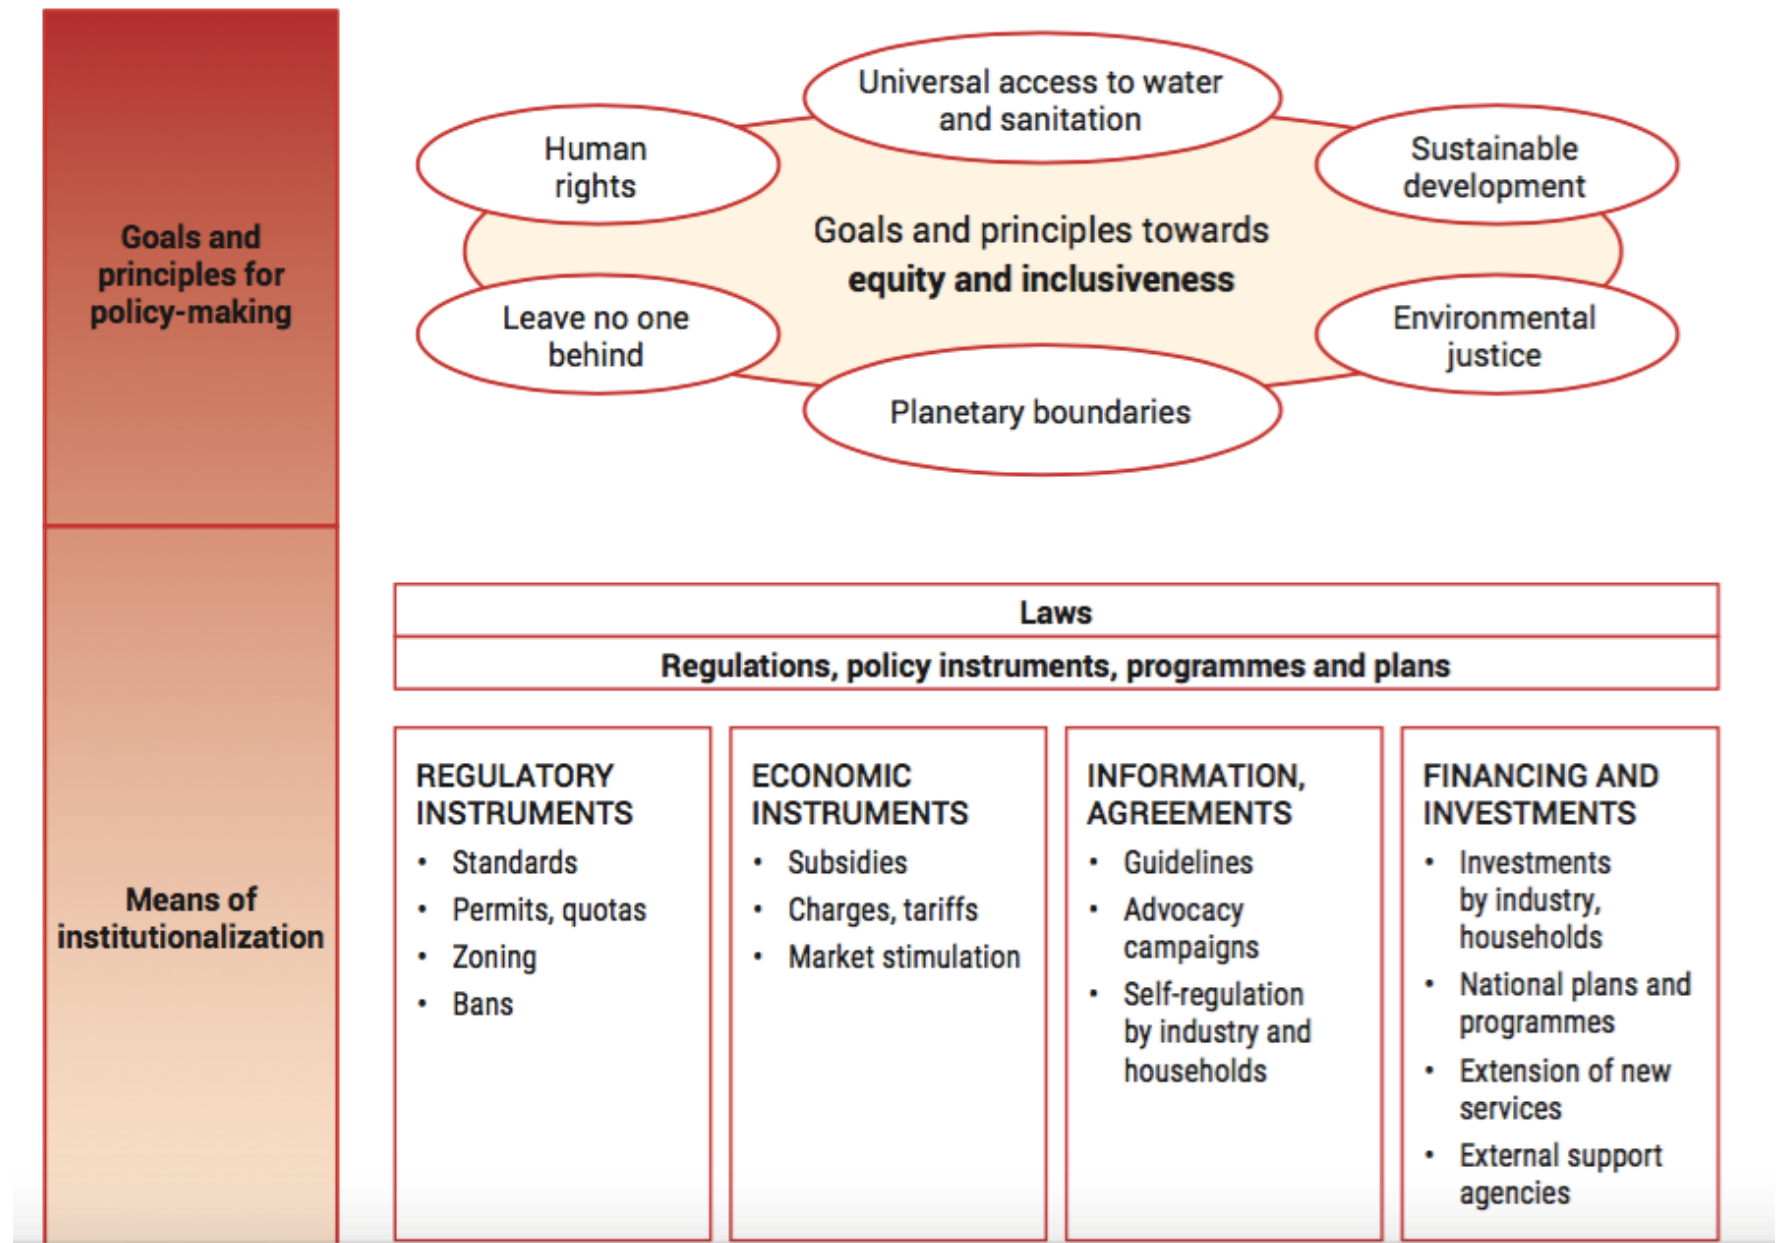 Goals and
principles for
policy-making
Universal access to water
and sanitation
Human
rights
Sustainable
development
Goals and principles towards
equity and inclusiveness
Leave no one
behind
Environmental
justice
Planetary boundaries
Means of
institutionalization
Laws
Regulations, policy instruments, programmes and plans
REGULATORY
INSTRUMENTS
• Standards
• Permits, quotas
• Zoning
• Bans
ECONOMIC
INSTRUMENTS
• Subsidies
• Charges, tariffs
• Market stimulation
INFORMATION,
AGREEMENTS
• Guidelines
• Advocacy
campaigns
• Self-regulation
by industry and
households
FINANCING AND
INVESTMENTS
• Investments
by industry,
households
• National plans and
programmes
• Extension of new
services
• External support
agencies